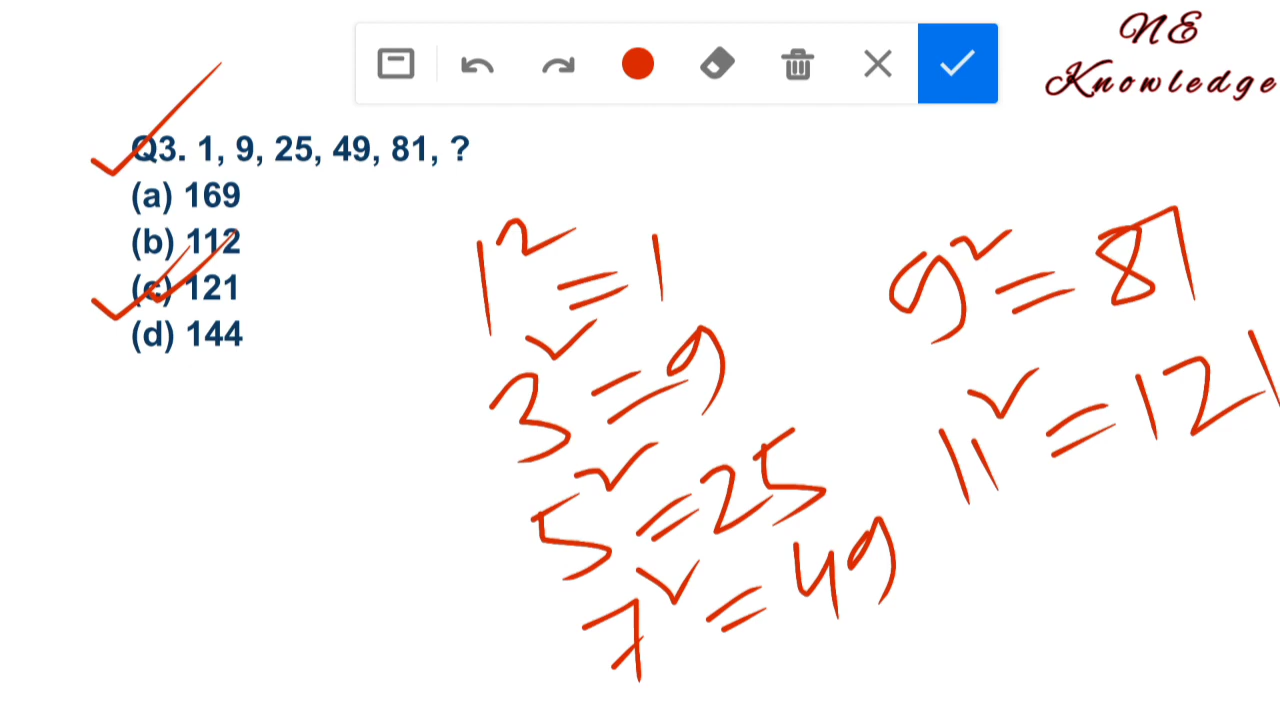 NE
Knowledge
Q3. 1, 9, 25, 49, 81, ?
(a) 169
(b) 112
(c) 121
(d) 144
1² = 1
3² = 9
5² = 25
7² = 49
9² = 81
11² = 121